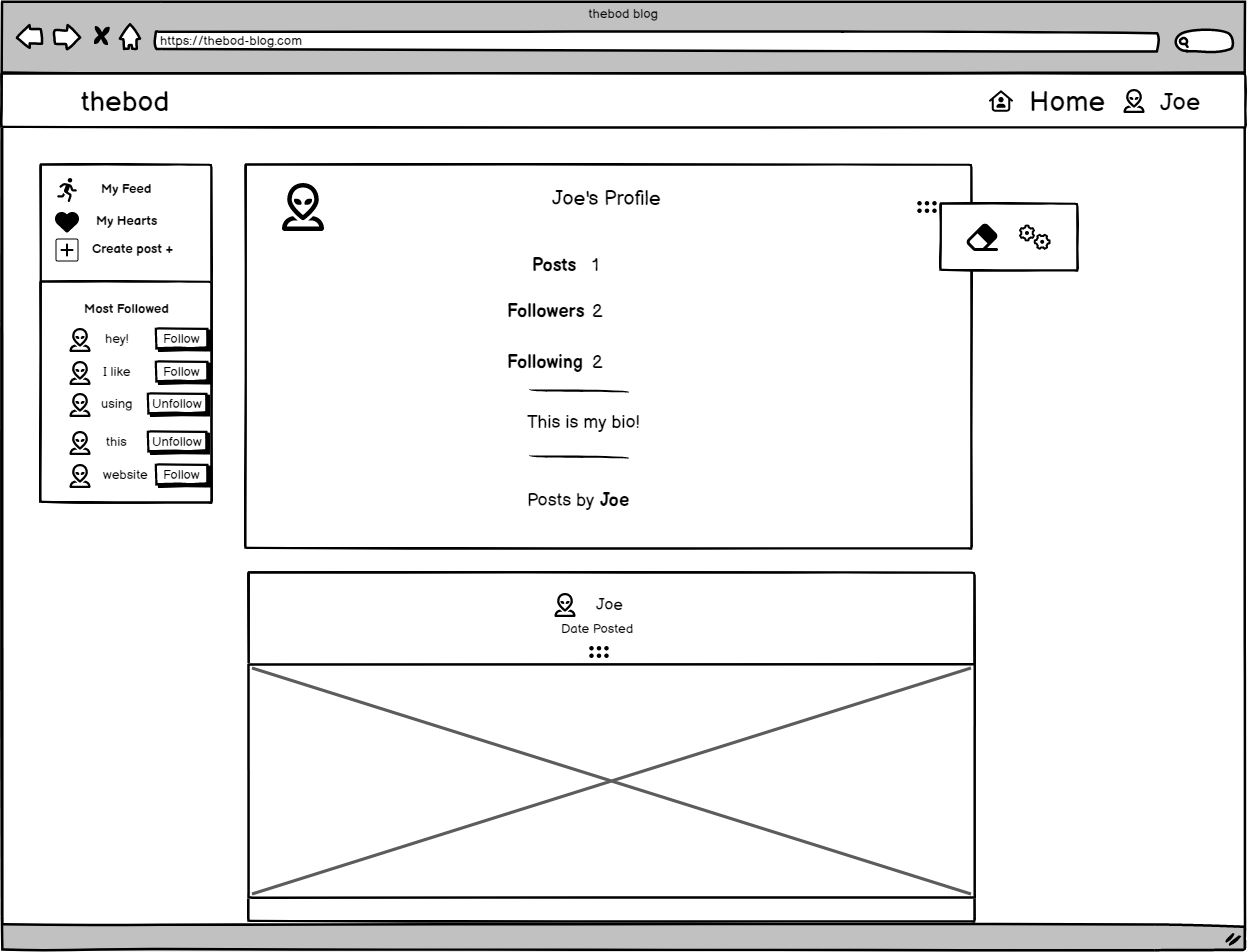 thebod blog
https://thebod-blog.com
thebod
Home
Joe
My Feed
My Hearts
Create post +
Most Followed
hey! Follow
I like Follow
using Unfollow
this Unfollow
website Follow
Joe's Profile
Posts 1
Followers 2
Following 2
This is my bio!
Posts by Joe
Joe
Date Posted